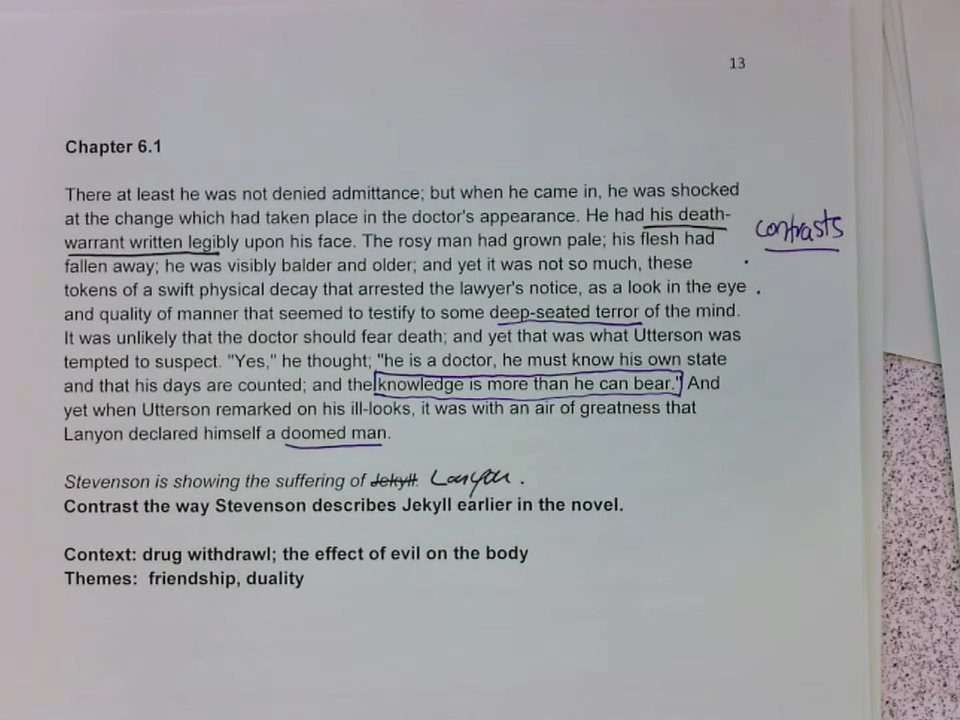 13
Chapter 6.1
There at least he was not denied admittance; but when he came in, he was shocked
at the change which had taken place in the doctor's appearance. He had his death-
warrant written legibly upon his face. The rosy man had grown pale; his flesh had
contrasts
fallen away; he was visibly balder and older; and yet it was not so much, these
tokens of a swift physical decay that arrested the lawyer's notice, as a look in the eye
and quality of manner that seemed to testify to some deep-seated terror of the mind.
It was unlikely that the doctor should fear death; and yet that was what Utterson was
tempted to suspect. "Yes," he thought; "he is a doctor, he must know his own state
and that his days are counted; and the knowledge is more than he can bear." And
yet when Utterson remarked on his ill-looks, it was with an air of greatness that
Lanyon declared himself a doomed man.
Stevenson is showing the suffering of Jekyll. Lanyon.
Contrast the way Stevenson describes Jekyll earlier in the novel.
Context: drug withdrawl; the effect of evil on the body
Themes: friendship, duality